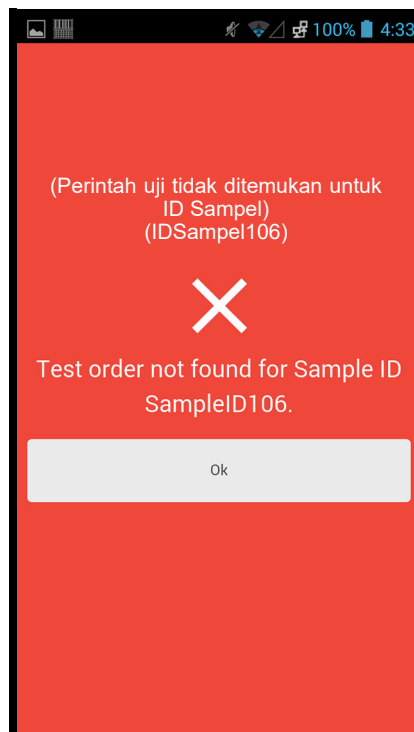 100% 4:33
(Perintah uji tidak ditemukan untuk
ID Sampel)
(IDSampel106)
Test order not found for Sample ID
SampleID106.
Ok